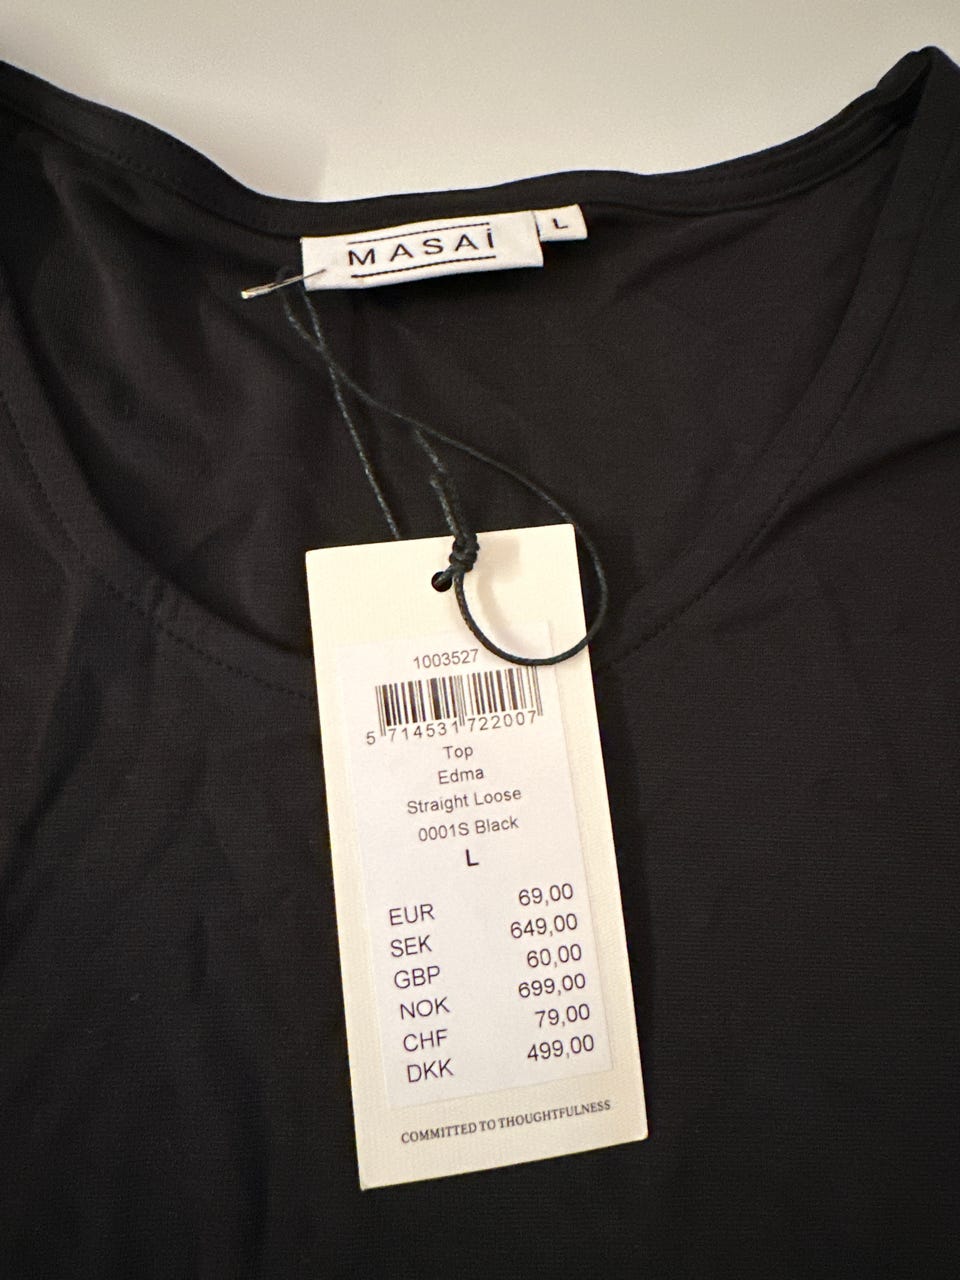 MASAI
L
1003527
5 714531 722007
Top
Edma
Straight Loose
0001S Black
L
EUR 69,00
SEK 649,00
GBP 60,00
NOK 699,00
CHF 79,00
DKK 499,00
COMMITTED TO THOUGHTFULNESS